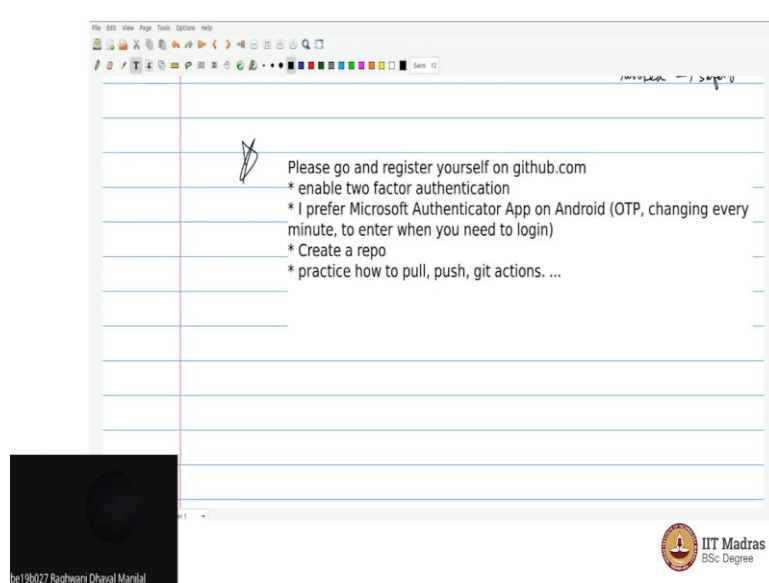 File Edit View Page Tools Options Help
T
Sans 12
Please go and register yourself on github.com
* enable two factor authentication
* I prefer Microsoft Authenticator App on Android (OTP, changing every
minute, to enter when you need to login)
* Create a repo
* practice how to pull, push, git actions. ...
be19b027 Raghwani Dhaval Manilal
IIT Madras
BSc Degree